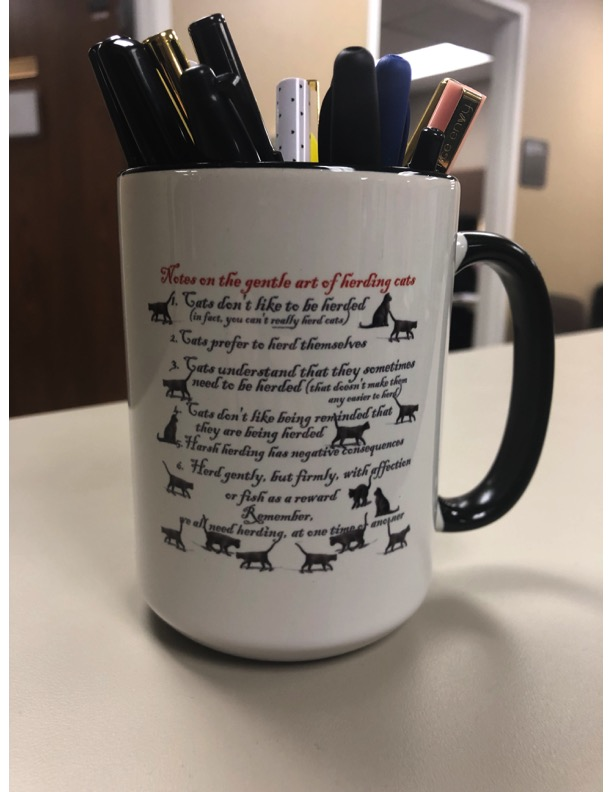 Notes on the gentle art of herding cats
1. Cats don't like to be herded
(in fact, you can't really herd cats)
2. Cats prefer to herd themselves
3. Cats understand that they sometimes
need to be herded (that doesn't make them
any easier to herd)
4. Cats don't like being reminded that
they are being herded
5. Harsh herding has negative consequences
6. Herd gently, but firmly, with affection
or fish as a reward
Remember,
we all need herding, at one time or another